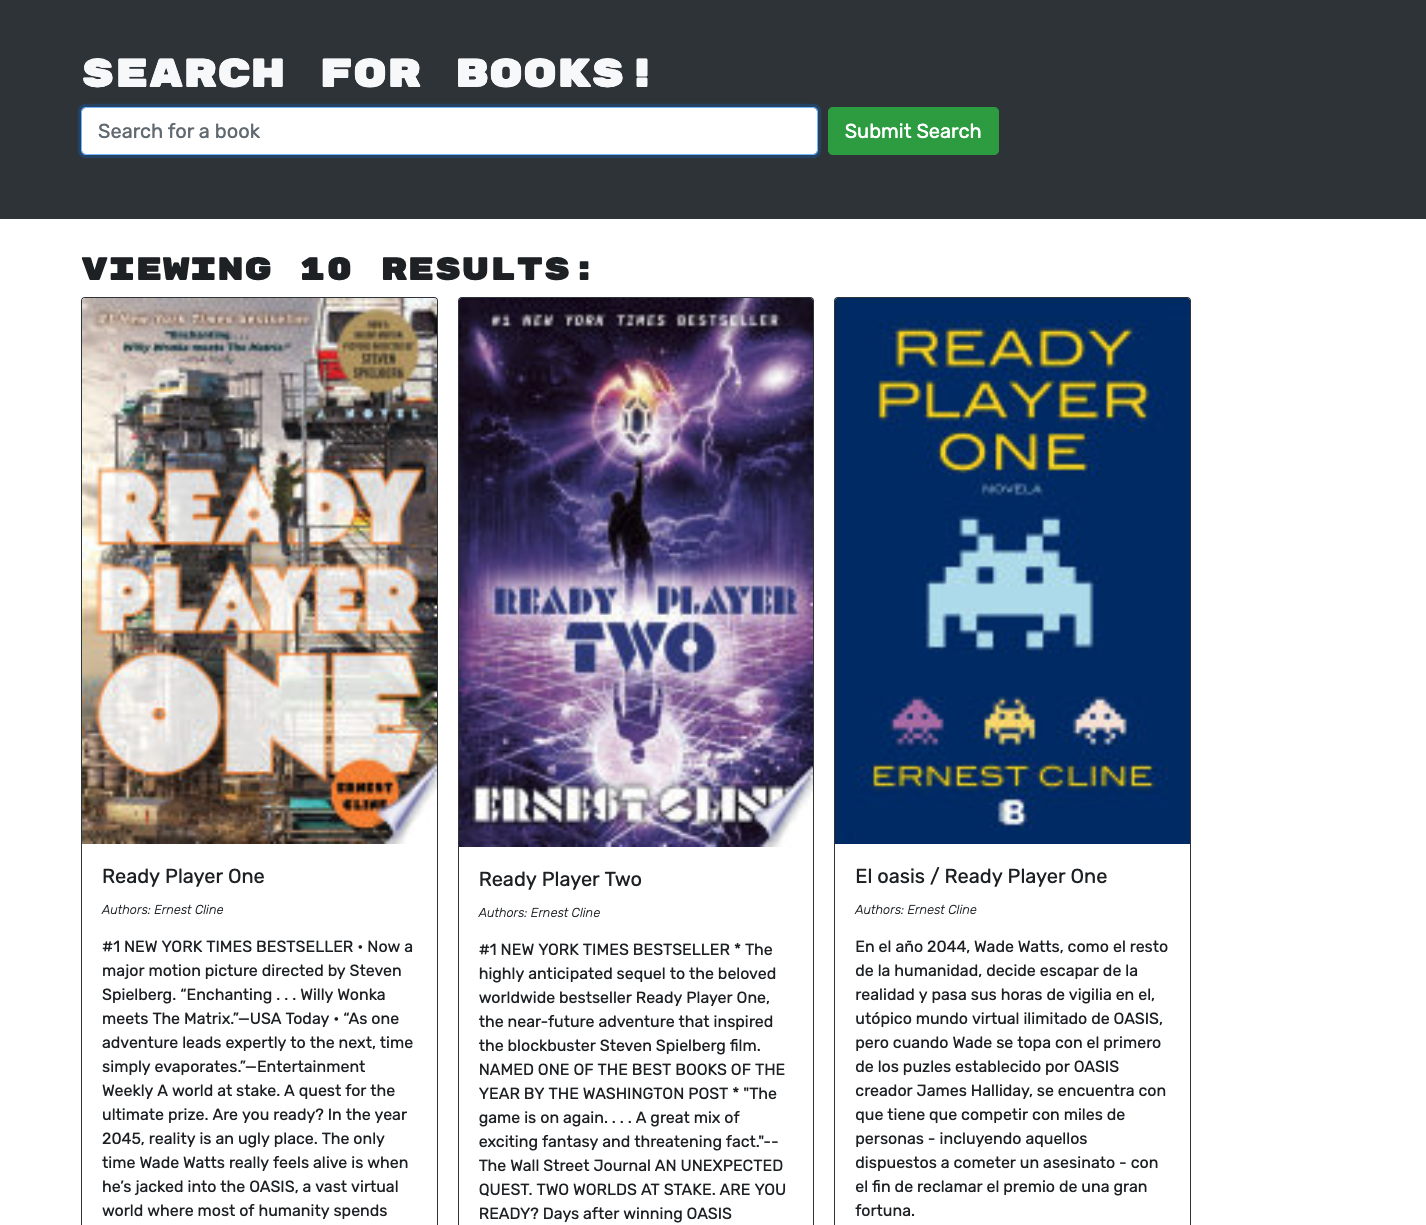 SEARCH FOR BOOKS!
Search for a book
Submit Search
VIEWING 10 RESULTS:
#1 New York Times bestseller
"Enchanting...
Willy Wonka meets The Matrix."
STEVEN
SPIELBERG
A NOVEL
READY
PLAYER
ONE
ERNEST
CLINE
Ready Player One
Authors: Ernest Cline
#1 NEW YORK TIMES BESTSELLER • Now a
major motion picture directed by Steven
Spielberg. “Enchanting . . . Willy Wonka
meets The Matrix.”—USA Today • “As one
adventure leads expertly to the next, time
simply evaporates.”—Entertainment
Weekly A world at stake. A quest for the
ultimate prize. Are you ready? In the year
2045, reality is an ugly place. The only
time Wade Watts really feels alive is when
he’s jacked into the OASIS, a vast virtual
world where most of humanity spends
#1 NEW YORK TIMES BESTSELLER
READY PLAYER
TWO
ERNEST CLINE
Ready Player Two
Authors: Ernest Cline
#1 NEW YORK TIMES BESTSELLER * The
highly anticipated sequel to the beloved
worldwide bestseller Ready Player One,
the near-future adventure that inspired
the blockbuster Steven Spielberg film.
NAMED ONE OF THE BEST BOOKS OF THE
YEAR BY THE WASHINGTON POST * "The
game is on again. . . . A great mix of
exciting fantasy and threatening fact."--
The Wall Street Journal AN UNEXPECTED
QUEST. TWO WORLDS AT STAKE. ARE YOU
READY? Days after winning OASIS
READY
PLAYER
ONE
NOVELA
ERNEST CLINE
B
El oasis / Ready Player One
Authors: Ernest Cline
En el año 2044, Wade Watts, como el resto
de la humanidad, decide escapar de la
realidad y pasa sus horas de vigilia en el,
utópico mundo virtual ilimitado de OASIS,
pero cuando Wade se topa con el primero
de los puzles establecido por OASIS
creador James Halliday, se encuentra con
que tiene que competir con miles de
personas - incluyendo aquellos
dispuestos a cometer un asesinato - con
el fin de reclamar el premio de una gran
fortuna.